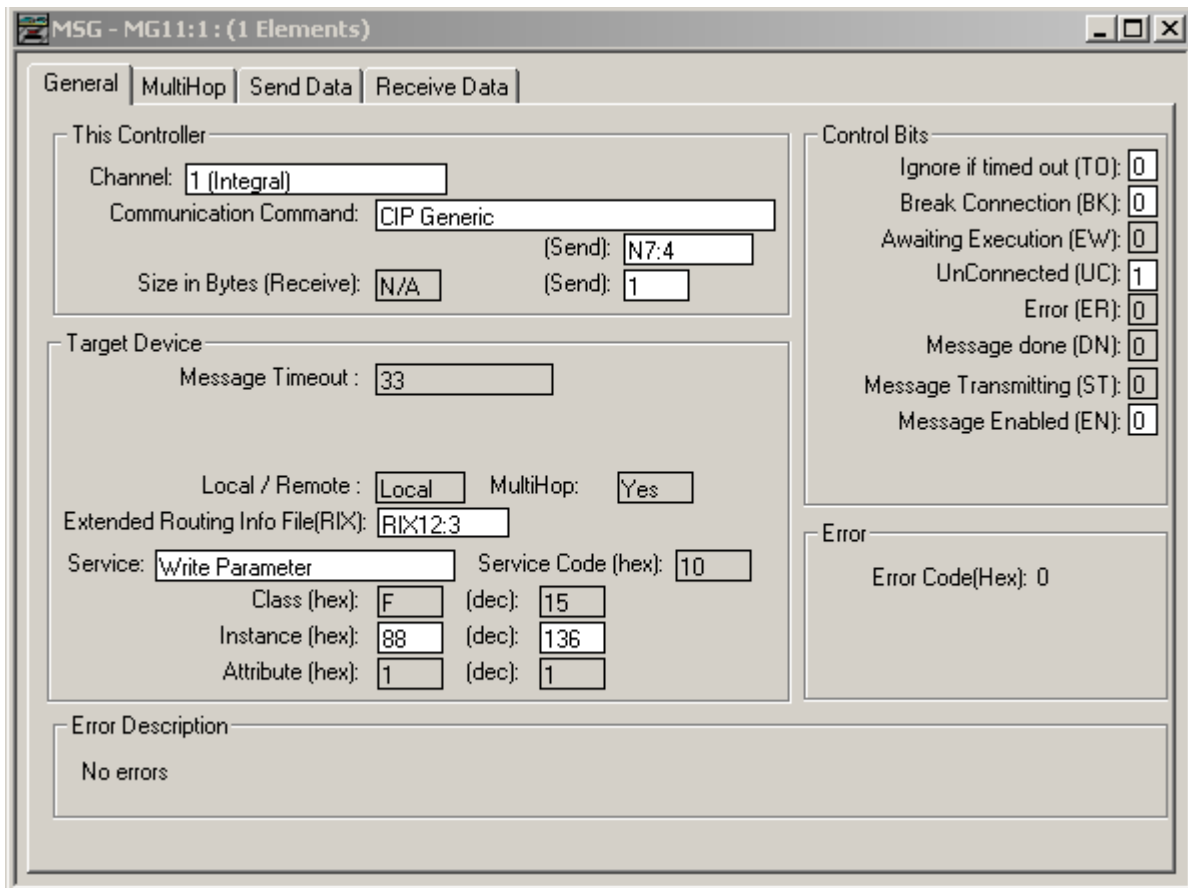 MSG - MG11:1 : (1 Elements)
General MultiHop Send Data Receive Data
This Controller
Channel: 1 (Integral)
Communication Command: CIP Generic
(Send): N7:4
Size in Bytes (Receive): N/A (Send): 1
Target Device
Message Timeout : 33
Local / Remote : Local MultiHop: Yes
Extended Routing Info File(RIX): RIX12:3
Service: Write Parameter Service Code (hex): 10
Class (hex): F (dec): 15
Instance (hex): 88 (dec): 136
Attribute (hex): 1 (dec): 1
Control Bits
Ignore if timed out (TO): 0
Break Connection (BK): 0
Awaiting Execution (EW): 0
UnConnected (UC): 1
Error (ER): 0
Message done (DN): 0
Message Transmitting (ST): 0
Message Enabled (EN): 0
Error
Error Code(Hex): 0
Error Description
No errors